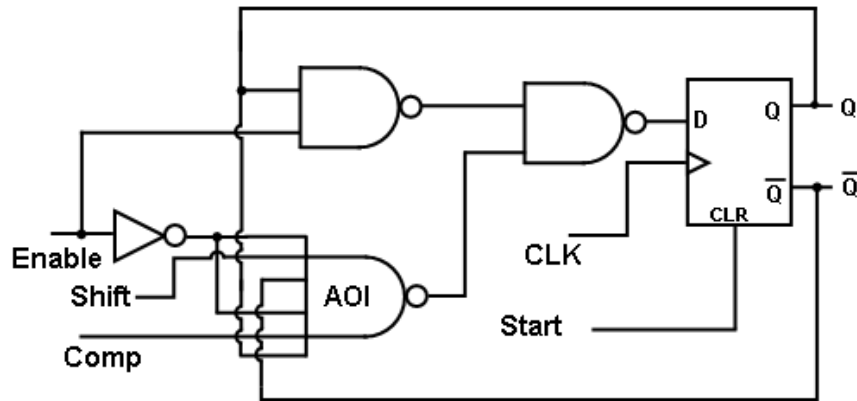 Q
D
Q
Q̅
Q̅
CLR
Enable
CLK
Shift
AOI
Start
Comp